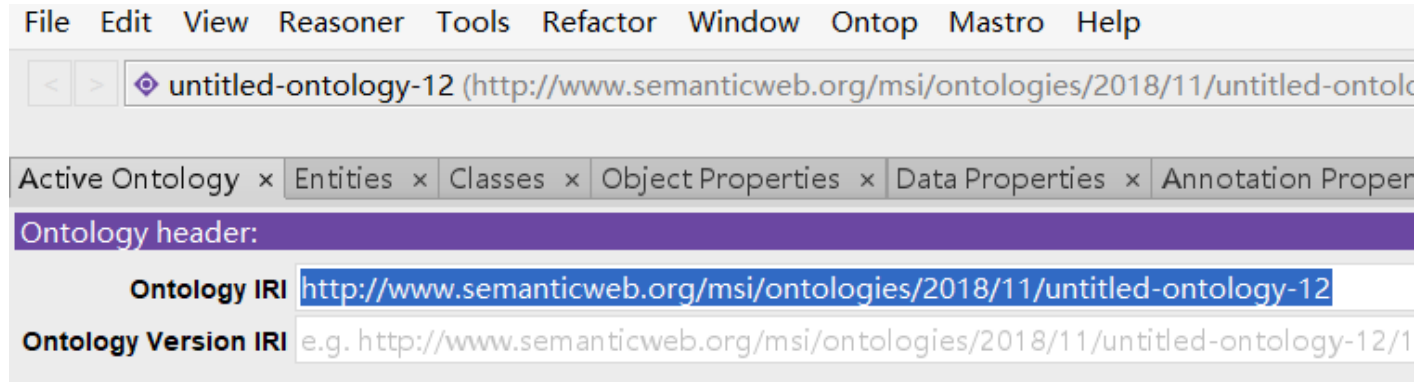 File Edit View Reasoner Tools Refactor Window Ontop Mastro Help
< > untitled-ontology-12 (http://www.semanticweb.org/msi/ontologies/2018/11/untitled-ontolo
Active Ontology × Entities × Classes × Object Properties × Data Properties × Annotation Proper
Ontology header:
Ontology IRI http://www.semanticweb.org/msi/ontologies/2018/11/untitled-ontology-12
Ontology Version IRI e.g. http://www.semanticweb.org/msi/ontologies/2018/11/untitled-ontology-12/1